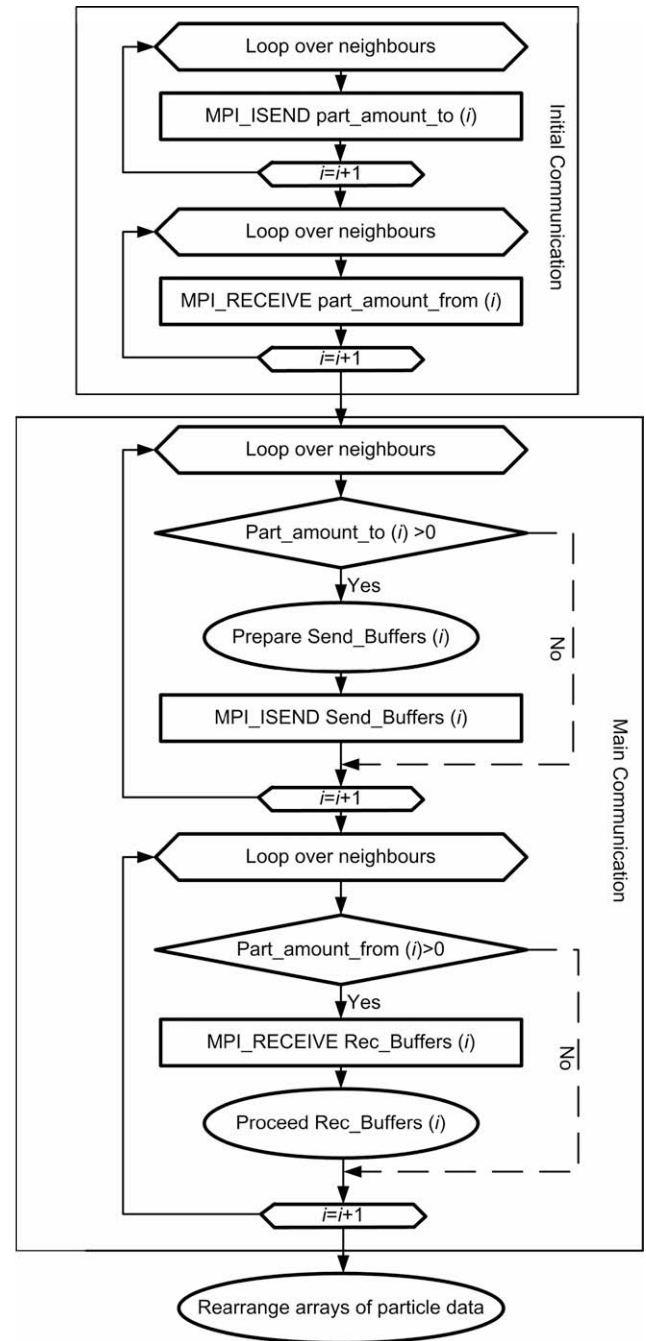 Loop over neighbours
MPI_ISEND part_amount_to (i)
i=i+1
Loop over neighbours
MPI_RECEIVE part_amount_from (i)
i=i+1
Initial Communication
Loop over neighbours
Part_amount_to (i) >0
Yes
No
Prepare Send_Buffers (i)
MPI_ISEND Send_Buffers (i)
i=i+1
Loop over neighbours
Part_amount_from (i)>0
Yes
No
MPI_RECEIVE Rec_Buffers (i)
Proceed Rec_Buffers (i)
i=i+1
Main Communication
Rearrange arrays of particle data